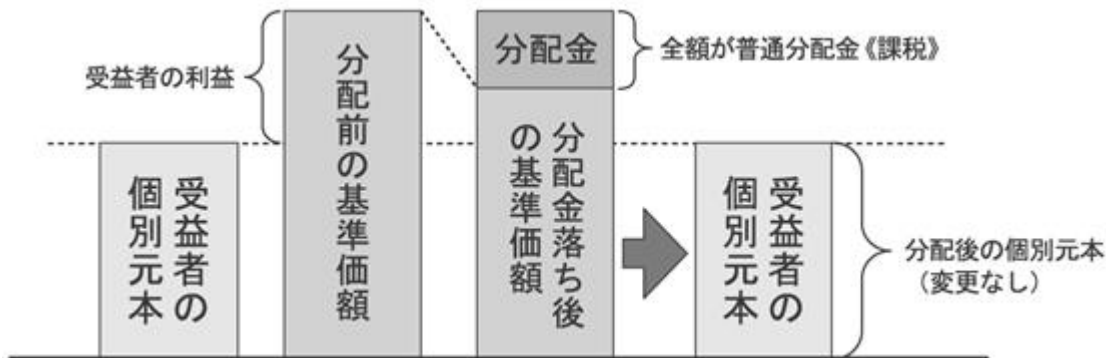 受益者の利益
受益者の
個別元本
分配前の基準価額
分配金
全額が普通分配金《課税》
分配金落ち後
の基準価額
受益者の
個別元本
分配後の個別元本
（変更なし）